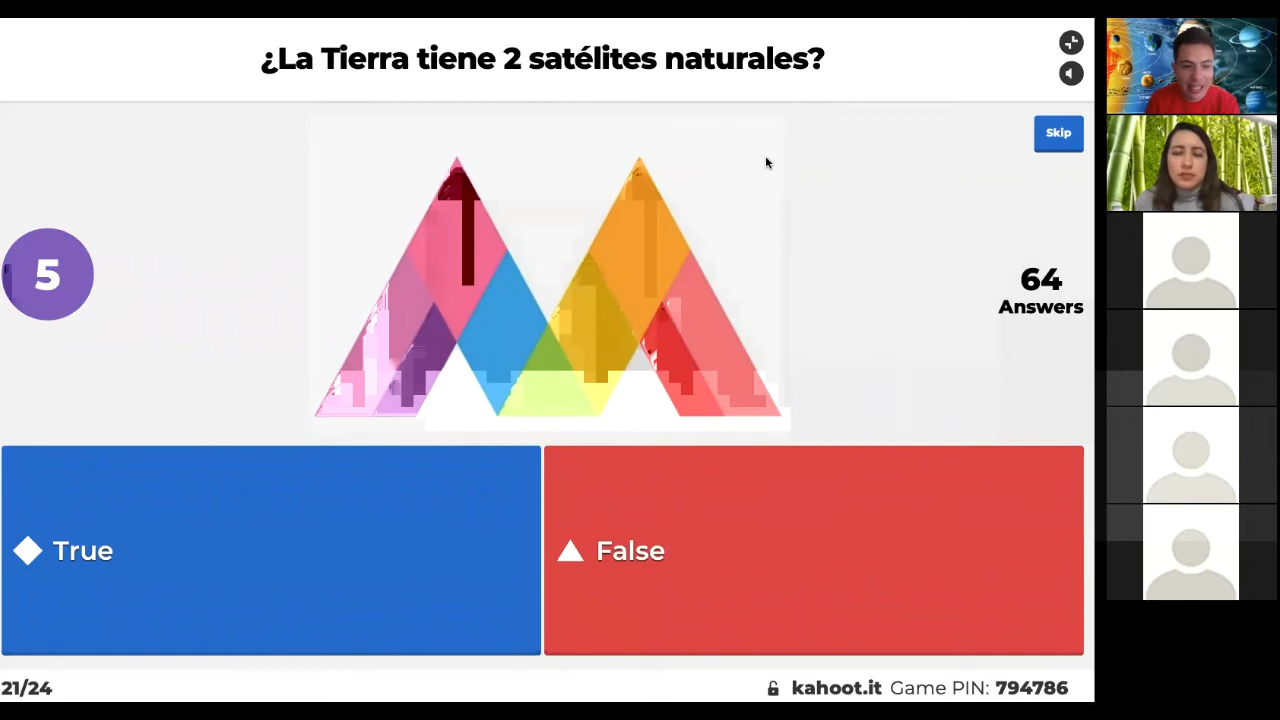 ¿La Tierra tiene 2 satélites naturales?
Skip
5
64
Answers
True
False
21/24
kahoot.it Game PIN: 794786